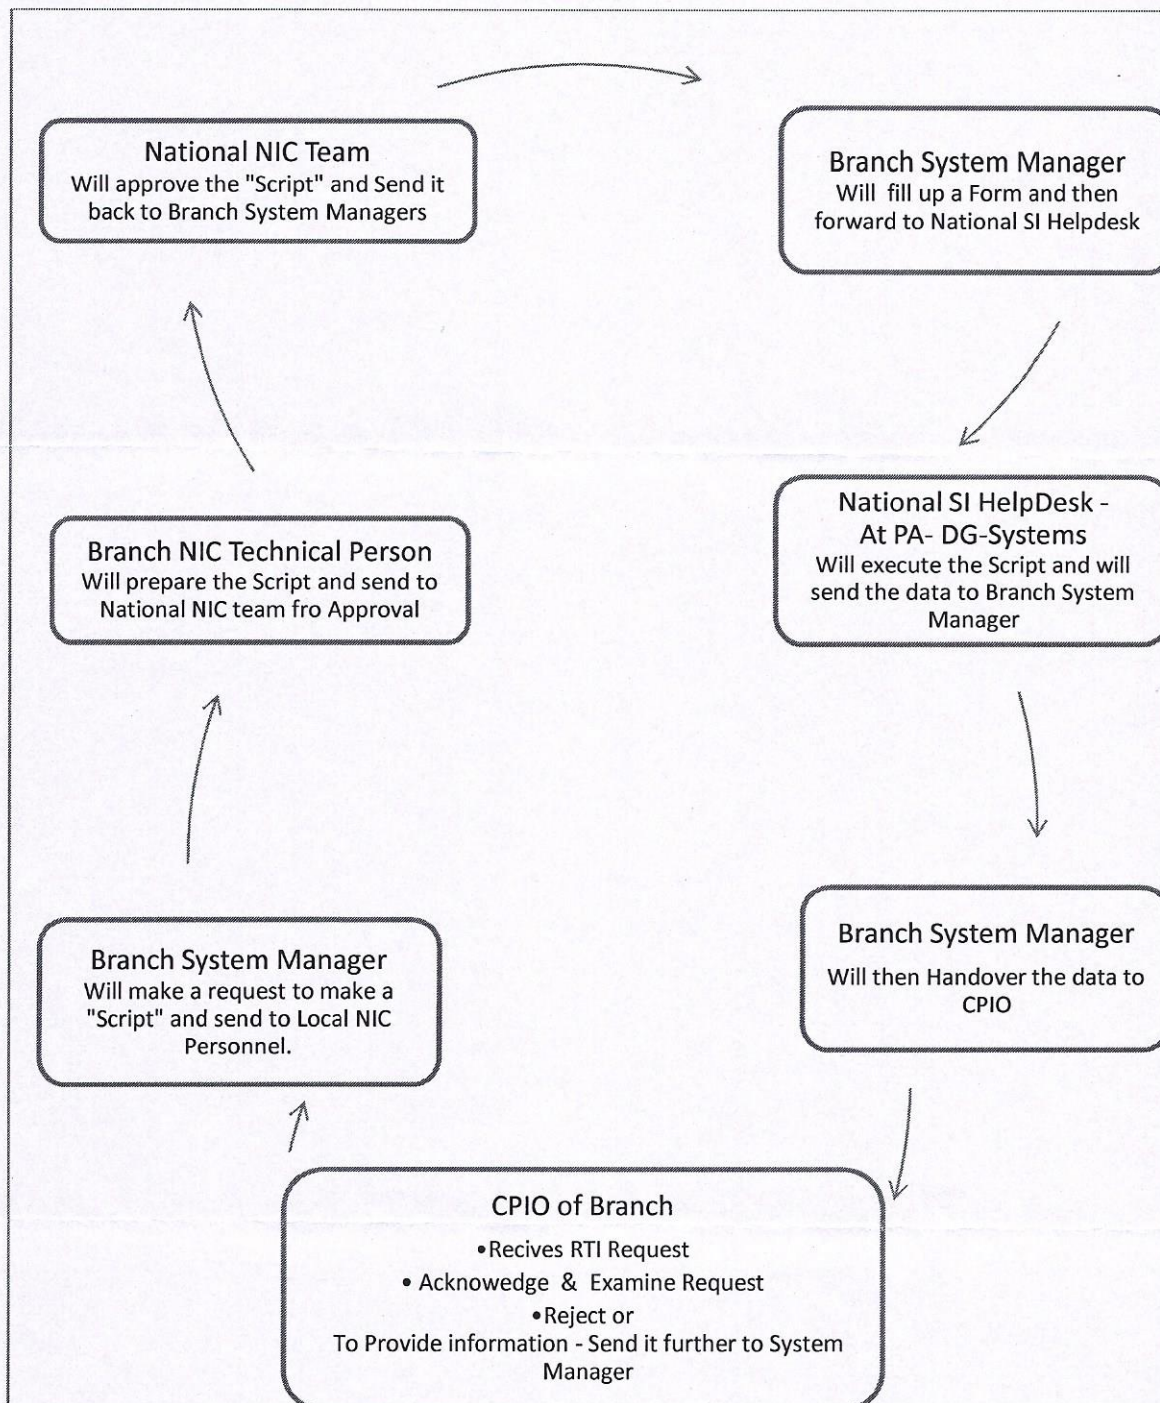 National NIC Team
Will approve the "Script" and Send it
back to Branch System Managers
Branch System Manager
Will fill up a Form and then
forward to National SI Helpdesk
Branch NIC Technical Person
Will prepare the Script and send to
National NIC team fro Approval
National SI HelpDesk -
At PA- DG-Systems
Will execute the Script and will
send the data to Branch System
Manager
Branch System Manager
Will make a request to make a
"Script" and send to Local NIC
Personnel.
Branch System Manager
Will then Handover the data to
CPIO
CPIO of Branch
•Recives RTI Request
• Acknowedge & Examine Request
•Reject or
To Provide information - Send it further to System
Manager